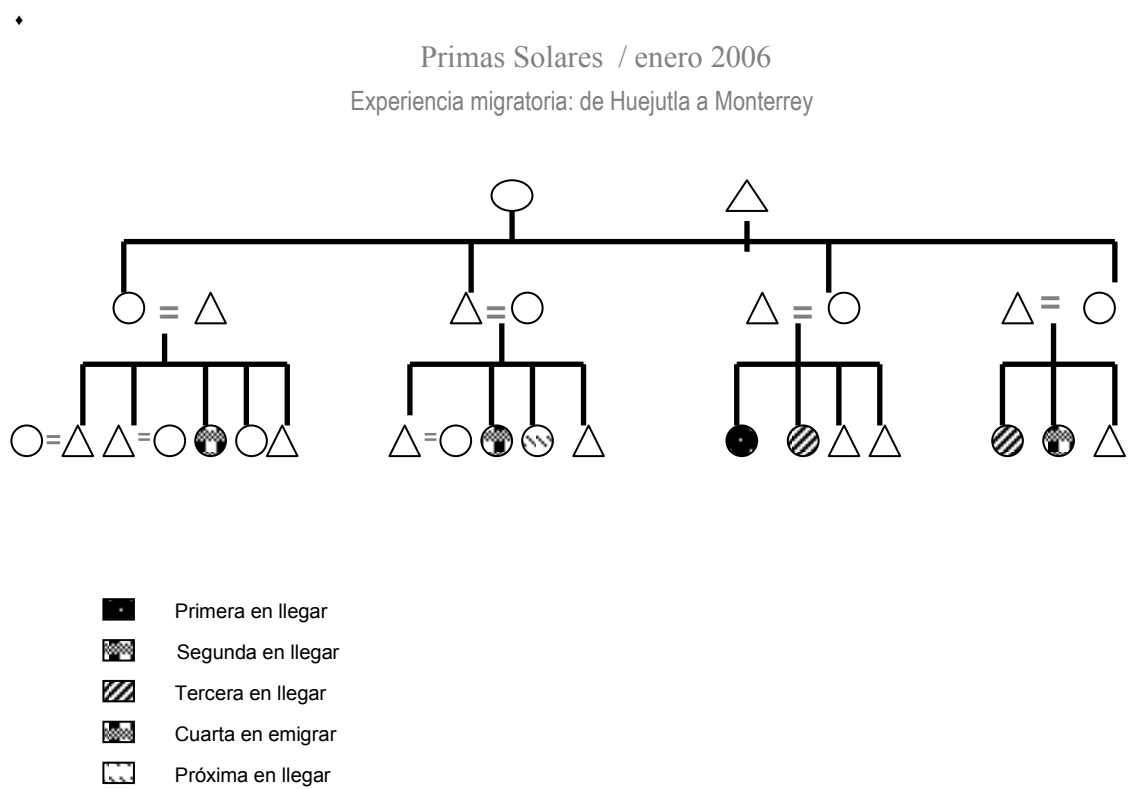 Primas Solares / enero 2006
Experiencia migratoria: de Huejutla a Monterrey
= = = =
= = =
Primera en llegar
Segunda en llegar
Tercera en llegar
Cuarta en emigrar
Próxima en llegar